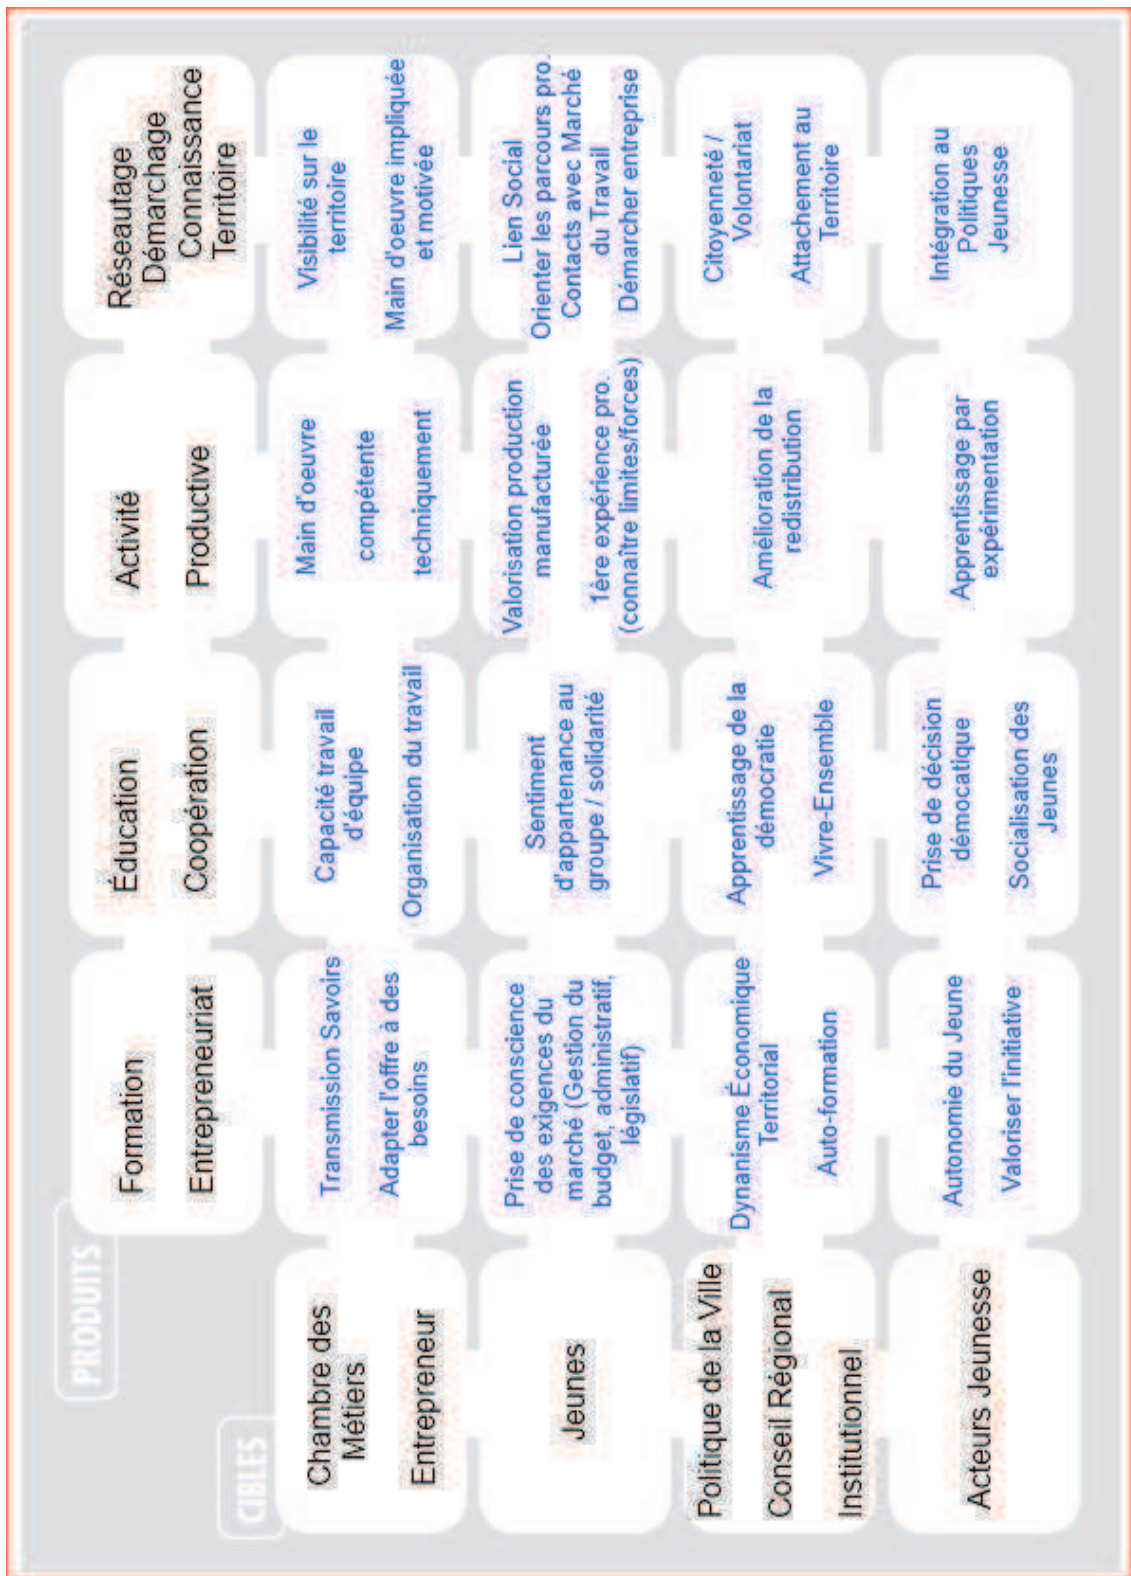 PRODUITS
CIBLES
Formation
Entrepreneuriat
Éducation
Coopération
Activité
Productive
Réseautage
Démarchage
Connaissance
Territoire
Chambre des
Métiers
Entrepreneur
Transmission Savoirs
Adapter l'offre à des
besoins
Capacité travail
d'équipe
Organisation du travail
Main d'oeuvre
compétente
techniquement
Visibilité sur le
territoire
Main d'oeuvre impliquée
et motivée
Jeunes
Prise de conscience
des exigences du
marché (Gestion du
budget, administratif,
législatif)
Sentiment
d'appartenance au
groupe / solidarité
Valorisation production
manufacturée
1ère expérience pro.
(connaître limites/forces)
Lien Social
Orienter les parcours pro.
Contacts avec Marché
du Travail
Démarcher entreprise
Politique de la Ville
Conseil Régional
Institutionnel
Dynanisme Économique
Territorial
Auto-formation
Apprentissage de la
démocratie
Vivre-Ensemble
Amélioration de la
redistribution
Citoyenneté /
Volontariat
Attachement au
Territoire
Acteurs Jeunesse
Autonomie du Jeune
Valoriser l'initiative
Prise de décision
démocatique
Socialisation des
Jeunes
Apprentissage par
expérimentation
Intégration au
Politiques
Jeunesse